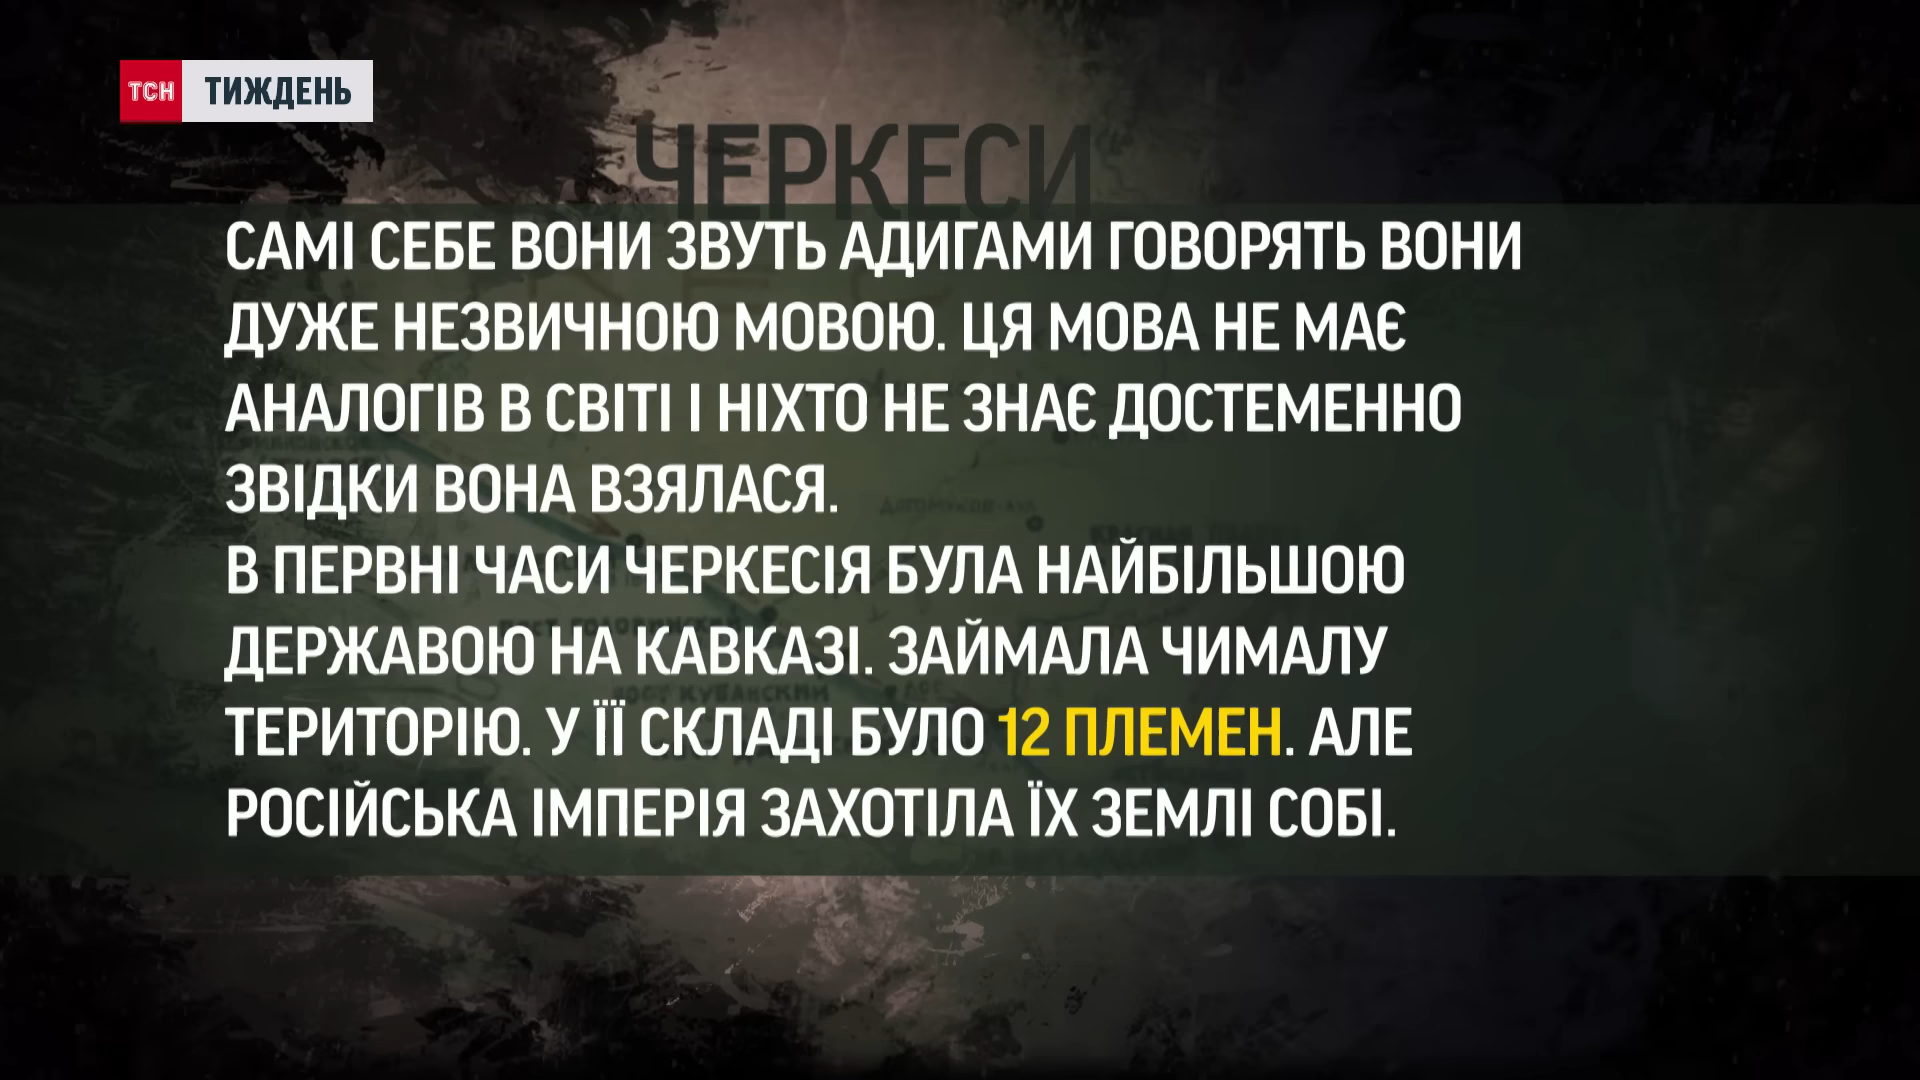 ТСН ТИЖДЕНЬ
ЧЕРКЕСИ
САМІ СЕБЕ ВОНИ ЗВУТЬ АДИГАМИ ГОВОРЯТЬ ВОНИ
ДУЖЕ НЕЗВИЧНОЮ МОВОЮ. ЦЯ МОВА НЕ МАЄ
АНАЛОГІВ В СВІТІ І НІХТО НЕ ЗНАЄ ДОСТЕМЕННО
ЗВІДКИ ВОНА ВЗЯЛАСЯ.
В ПЕРВНІ ЧАСИ ЧЕРКЕСІЯ БУЛА НАЙБІЛЬШОЮ
ДЕРЖАВОЮ НА КАВКАЗІ. ЗАЙМАЛА ЧИМАЛУ
ТЕРИТОРІЮ. У ЇЇ СКЛАДІ БУЛО 12 ПЛЕМЕН. АЛЕ
РОСІЙСЬКА ІМПЕРІЯ ЗАХОТІЛА ЇХ ЗЕМЛІ СОБІ.